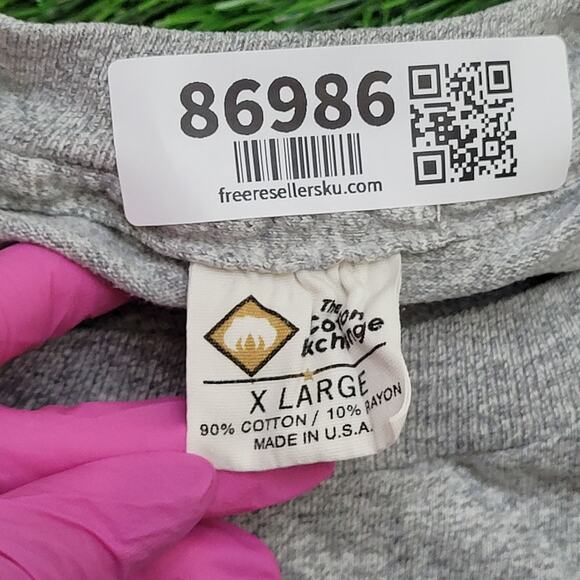 86986
freeresellersku.com
The
Cotton
Exchange
X LARGE
90% COTTON / 10% RAYON
MADE IN U.S.A.